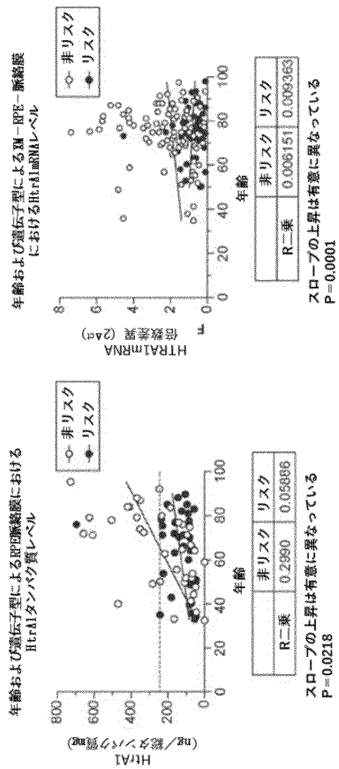 年齢および遺伝子型によるRPE脈絡膜における
HtrA1タンパク質レベル
非リスク
リスク
HtrA1
(ng/総タンパク質mg)
800
600
400
200
0
0
20
40
60
80
100
年齢
非リスク リスク
R二乗 0.2990 0.05886
スロープの上昇は有意に異なっている
P=0.0218
年齢および遺伝子型によるXM-RPE-脈絡膜
におけるHtrA1mRNAレベル
非リスク
リスク
HTRA1mRNA
倍数差異 (2Δct)
8
6
4
2
0
0
20
40
60
80
100
年齢
非リスク リスク
R二乗 0.006151 0.009363
スロープの上昇は有意に異なっている
P=0.0001